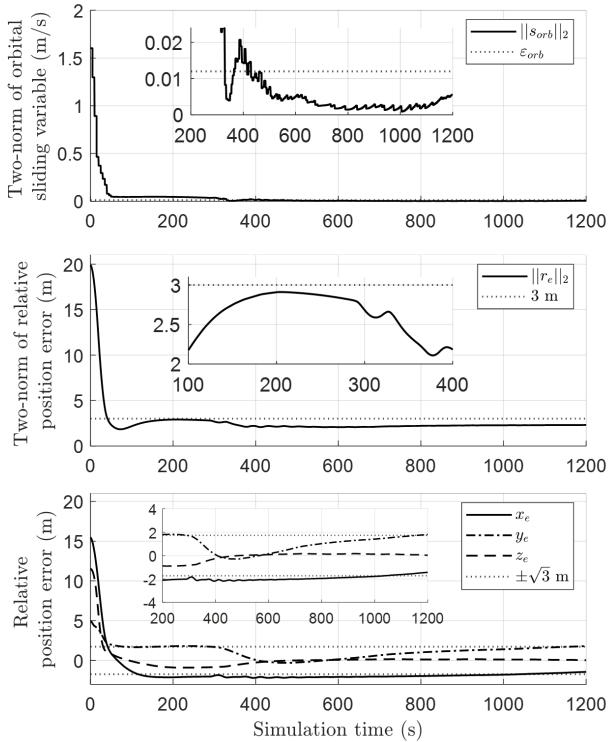 Two-norm of orbital
sliding variable (m/s)
2
1.5
1
0.5
0
0 200 400 600 800 1000 1200
0.02
0.01
0
200 400 600 800 1000 1200
||s_orb||_2
ε_orb
Two-norm of relative
position error (m)
20
15
10
5
0
0 200 400 600 800 1000 1200
3
2.5
2
100 200 300 400
||r_e||_2
3 m
Relative
position error (m)
20
15
10
5
0
0 200 400 600 800 1000 1200
4
2
0
-2
-4
200 400 600 800 1000 1200
x_e
y_e
z_e
±√3 m
Simulation time (s)